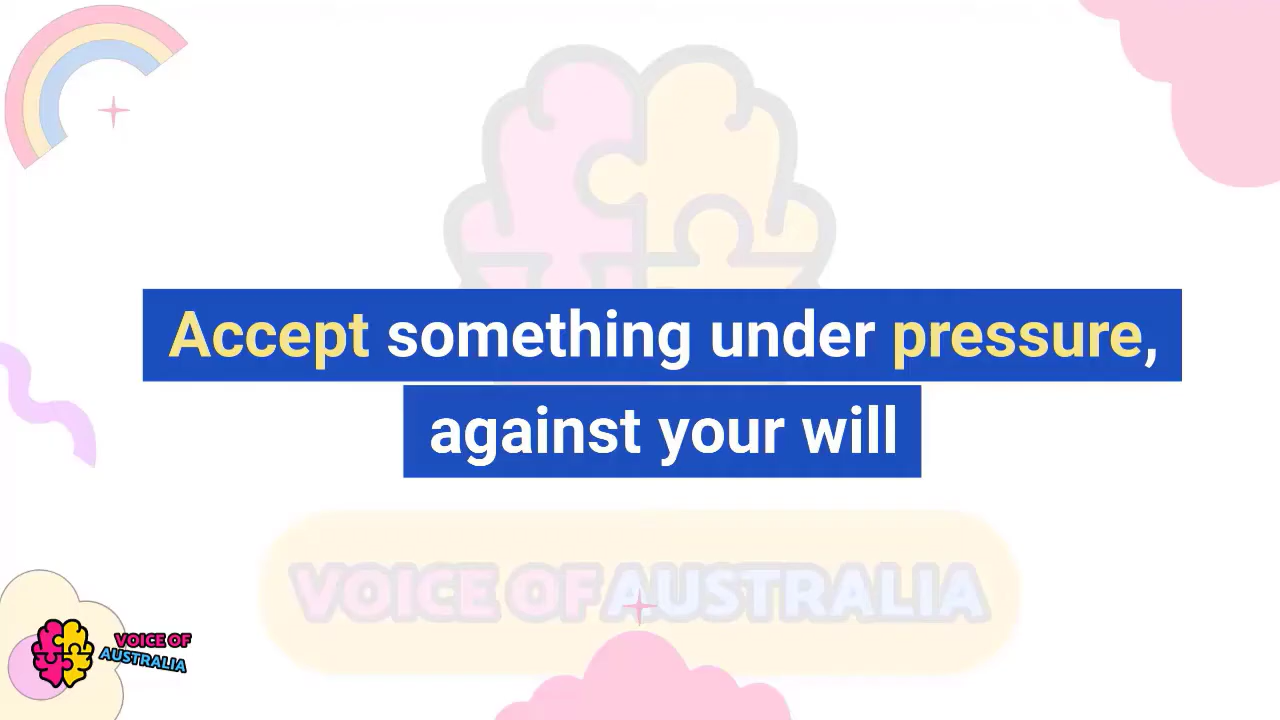 Accept something under pressure,
against your will
VOICE OF AUSTRALIA
VOICE OF
AUSTRALIA